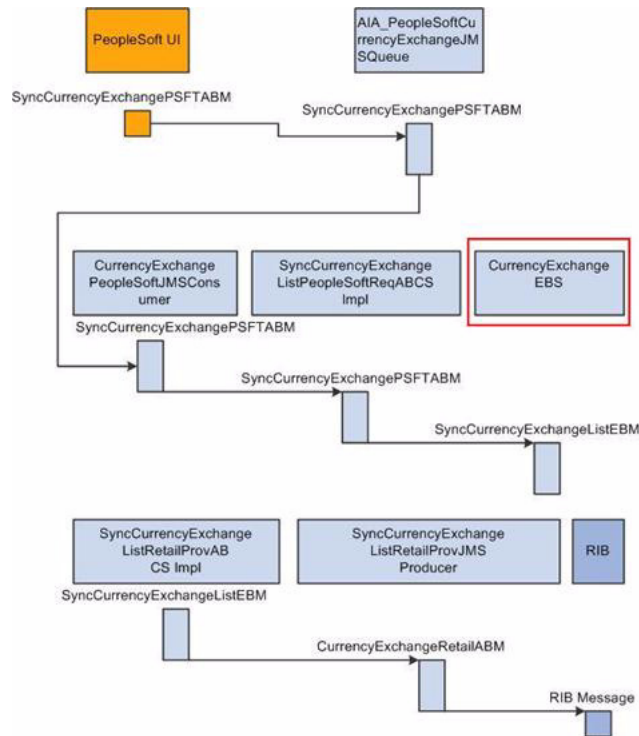 PeopleSoft UI
AIA_PeopleSoftCu
rrencyExchangeJM
SQueue
SyncCurrencyExchangePSFTABM
SyncCurrencyExchangePSFTABM
CurrencyExchange
PeopleSoftJMSCons
umer
SyncCurrencyExchange
ListPeopleSoftReqABCS
Impl
CurrencyExchange
EBS
SyncCurrencyExchangePSFTABM
SyncCurrencyExchangePSFTABM
SyncCurrencyExchangeListEBM
SyncCurrencyExchange
ListRetailProvAB
CS Impl
SyncCurrencyExchange
ListRetailProvJMS
Producer
RIB
SyncCurrencyExchangeListEBM
CurrencyExchangeRetailABM
RIB Message